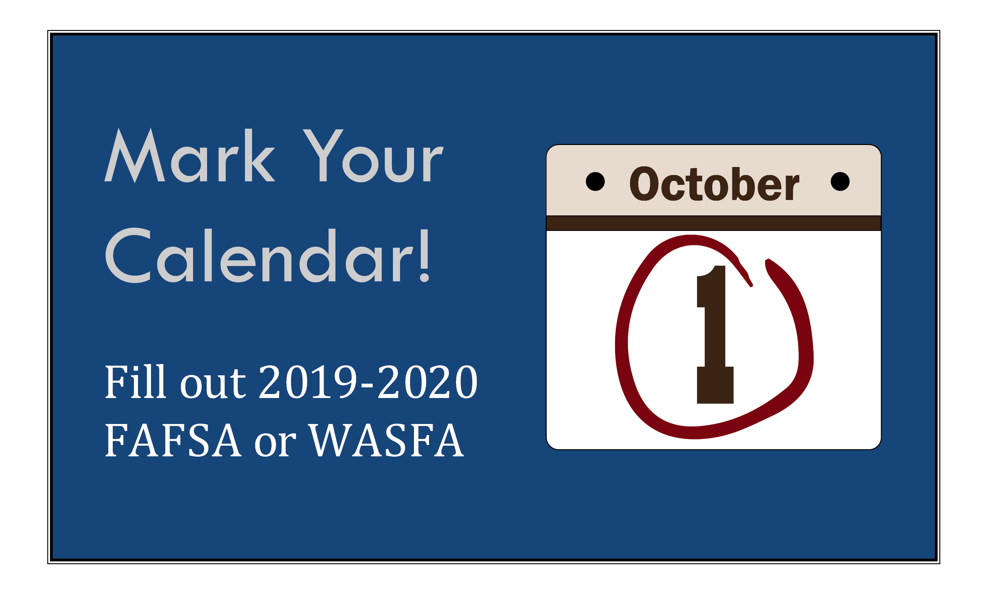 Mark Your
Calendar!
Fill out 2019-2020
FAFSA or WASFA
October
1